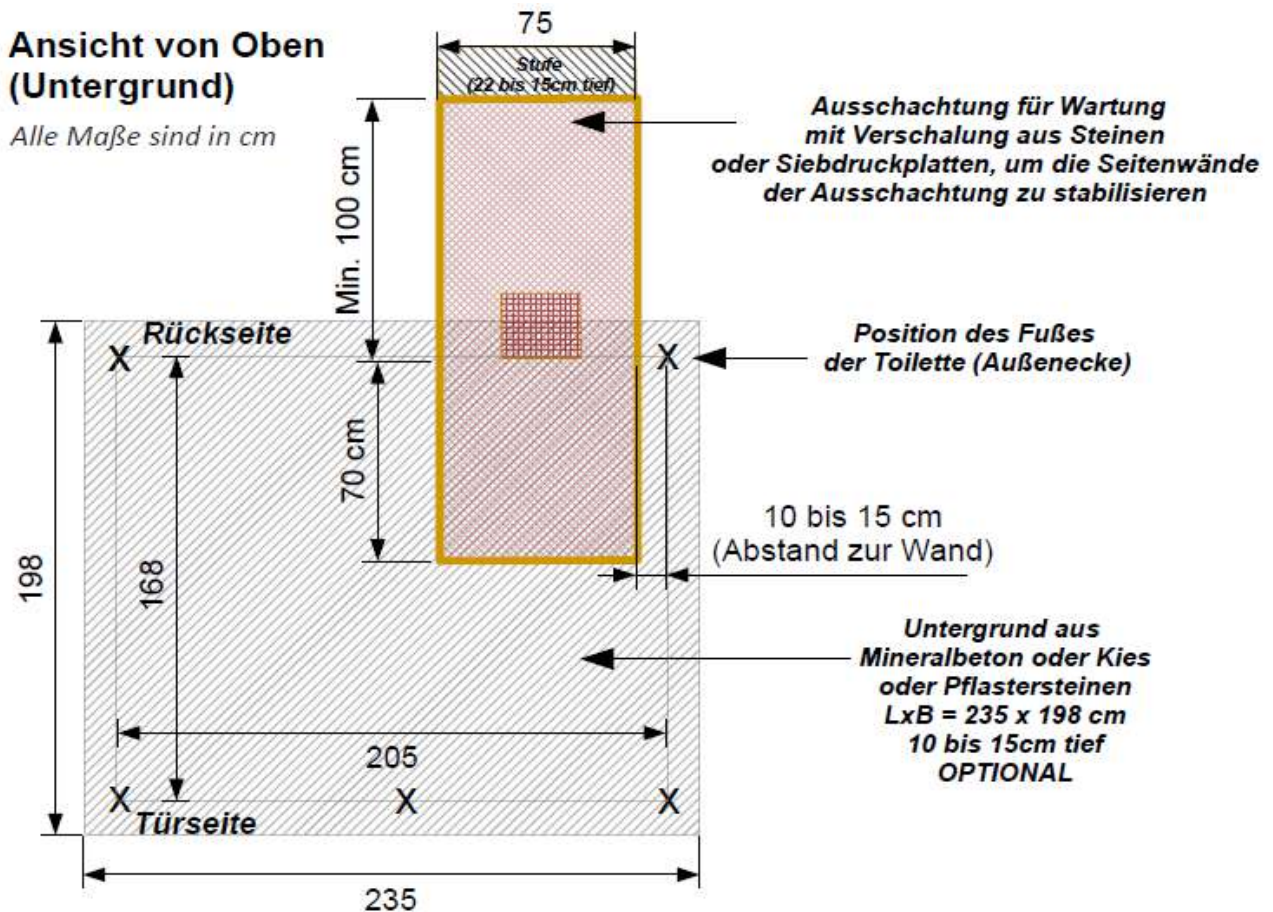 Ansicht von Oben
(Untergrund)
Alle Maße sind in cm
75
Stufe
(22 bis 15cm tief)
Ausschachtung für Wartung
mit Verschalung aus Steinen
oder Siebdruckplatten, um die Seitenwände
der Ausschachtung zu stabilisieren
Min. 100 cm
Rückseite
X
X
Position des Fußes
der Toilette (Außenecke)
70 cm
10 bis 15 cm
(Abstand zur Wand)
198
168
Untergrund aus
Mineralbeton oder Kies
oder Pflastersteinen
LxB = 235 x 198 cm
10 bis 15cm tief
OPTIONAL
205
X
X
X
Türseite
235